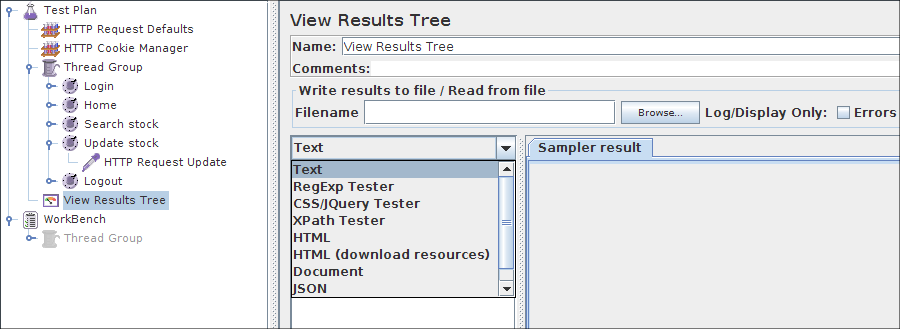 Test Plan
HTTP Request Defaults
HTTP Cookie Manager
Thread Group
Login
Home
Search stock
Update stock
HTTP Request Update
Logout
View Results Tree
WorkBench
Thread Group
View Results Tree
Name: View Results Tree
Comments:
Write results to file / Read from file
Filename Browse... Log/Display Only: Errors
Text
Text
RegExp Tester
CSS/JQuery Tester
XPath Tester
HTML
HTML (download resources)
Document
JSON
Sampler result